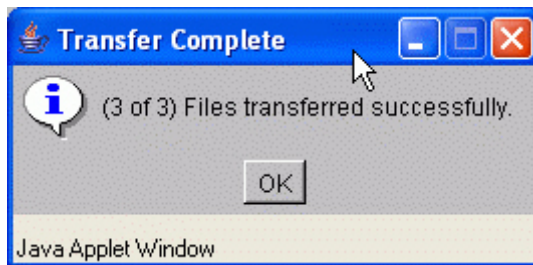 Transfer Complete
(3 of 3) Files transferred successfully.
OK
Java Applet Window